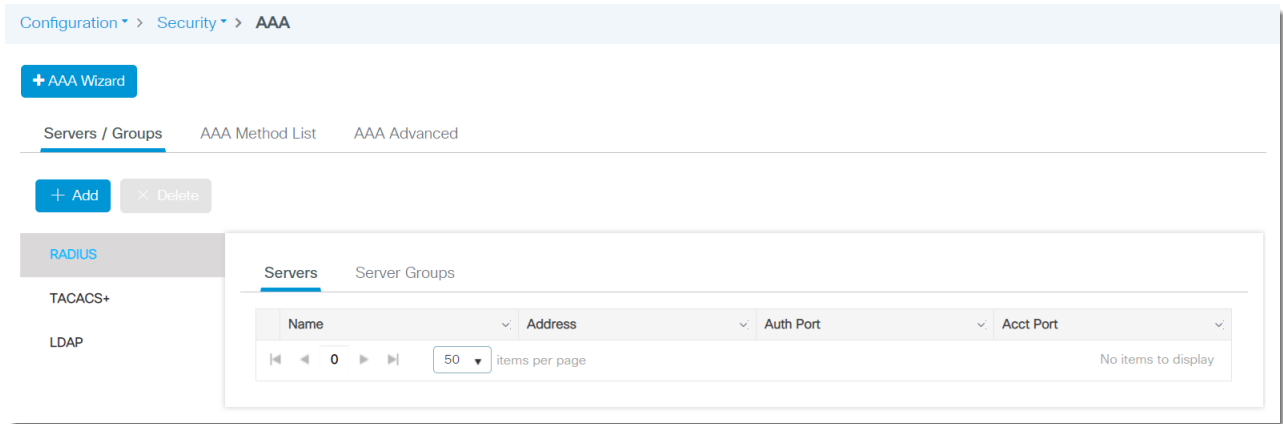 Configuration > Security > AAA
+ AAA Wizard
Servers / Groups AAA Method List AAA Advanced
+ Add × Delete
RADIUS
TACACS+
LDAP
Servers Server Groups
Name Address Auth Port Acct Port
0 50 items per page No items to display